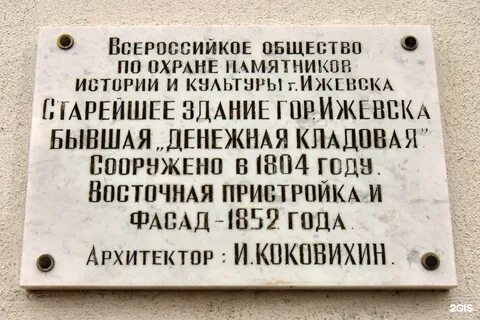 Всероссийкое общество
по охране памятников
истории и культуры г. Ижевска
Старейшее здание гор. Ижевска
бывшая „Денежная кладовая"
Сооружено в 1804 году.
Восточная пристройка и
фасад - 1852 года.
Архитектор : И.Коковихин.
2GIS